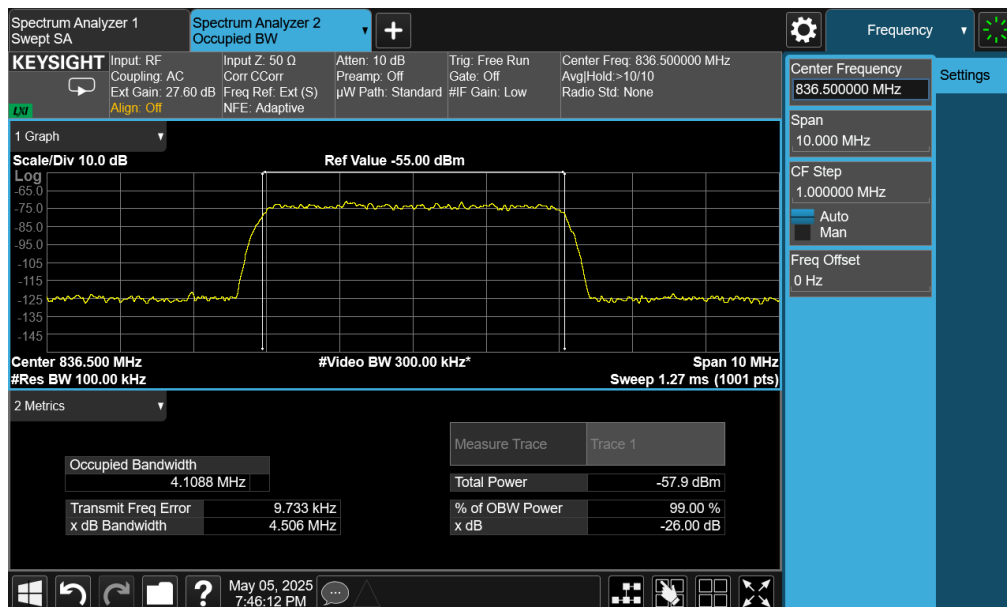 Spectrum Analyzer 1
Swept SA
Spectrum Analyzer 2
Occupied BW
Frequency
KEYSIGHT
Input: RF
Coupling: AC
Ext Gain: 27.60 dB
Align: Off
Input Z: 50 Ω
Corr CCorr
Freq Ref: Ext (S)
NFE: Adaptive
Atten: 10 dB
Preamp: Off
µW Path: Standard
Trig: Free Run
Gate: Off
#IF Gain: Low
Center Freq: 836.500000 MHz
Avg|Hold:>10/10
Radio Std: None
LXI
Center Frequency
836.500000 MHz
Settings
Span
10.000 MHz
CF Step
1.000000 MHz
Auto
Man
Freq Offset
0 Hz
1 Graph
Scale/Div 10.0 dB
Ref Value -55.00 dBm
Log
-65.0
-75.0
-85.0
-95.0
-105
-115
-125
-135
-145
Center 836.500 MHz
#Video BW 300.00 kHz*
Span 10 MHz
#Res BW 100.00 kHz
Sweep 1.27 ms (1001 pts)
2 Metrics
Measure Trace
Trace 1
Occupied Bandwidth
4.1088 MHz
Total Power
-57.9 dBm
Transmit Freq Error
9.733 kHz
% of OBW Power
99.00 %
x dB Bandwidth
4.506 MHz
x dB
-26.00 dB
?
May 05, 2025
7:46:12 PM